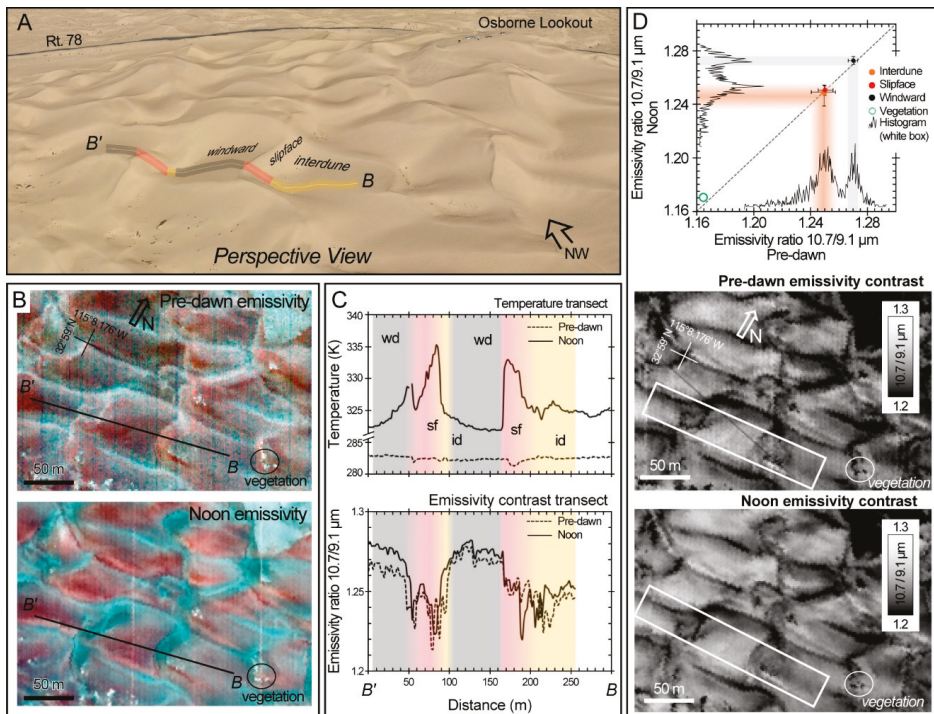 A
Rt. 78
Osborne Lookout
B'
windward
slipface
interdune
B
NW
Perspective View
B
Pre-dawn emissivity
N
115°8.176'W
32°59'N
B'
B
50 m
vegetation
Noon emissivity
B'
B
50 m
vegetation
C
Temperature transect
340
335
330
325
285
280
Temperature (K)
Pre-dawn
Noon
wd
wd
sf
id
sf
id
Emissivity contrast transect
1.3
1.25
1.2
Emissivity ratio 10.7/9.1 µm
Pre-dawn
Noon
0 50 100 150 200 250 300
B' Distance (m) B
D
1.28
1.24
1.20
1.16
Emissivity ratio 10.7/9.1 µm
Noon
Interdune
Slipface
Windward
Vegetation
Histogram
(white box)
1.16 1.20 1.24 1.28
Emissivity ratio 10.7/9.1 µm
Pre-dawn
Pre-dawn emissivity contrast
N
115°8.176'W
32°59'N
1.3
10.7/9.1 µm
1.2
50 m
vegetation
Noon emissivity contrast
1.3
10.7/9.1 µm
1.2
50 m
vegetation